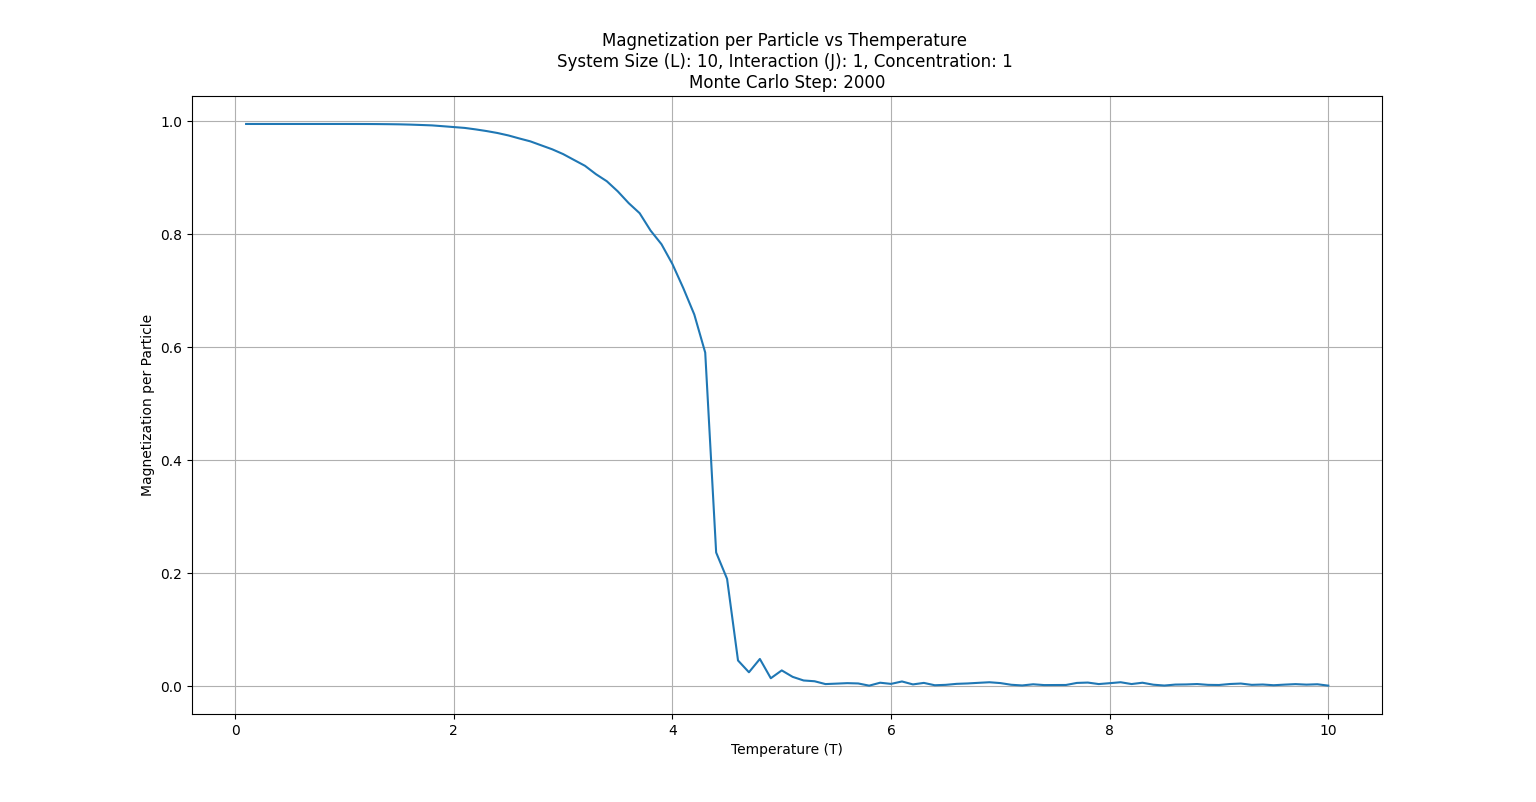 Magnetization per Particle vs Themperature
System Size (L): 10, Interaction (J): 1, Concentration: 1
Monte Carlo Step: 2000
Magnetization per Particle
1.0
0.8
0.6
0.4
0.2
0.0
0 2 4 6 8 10
Temperature (T)